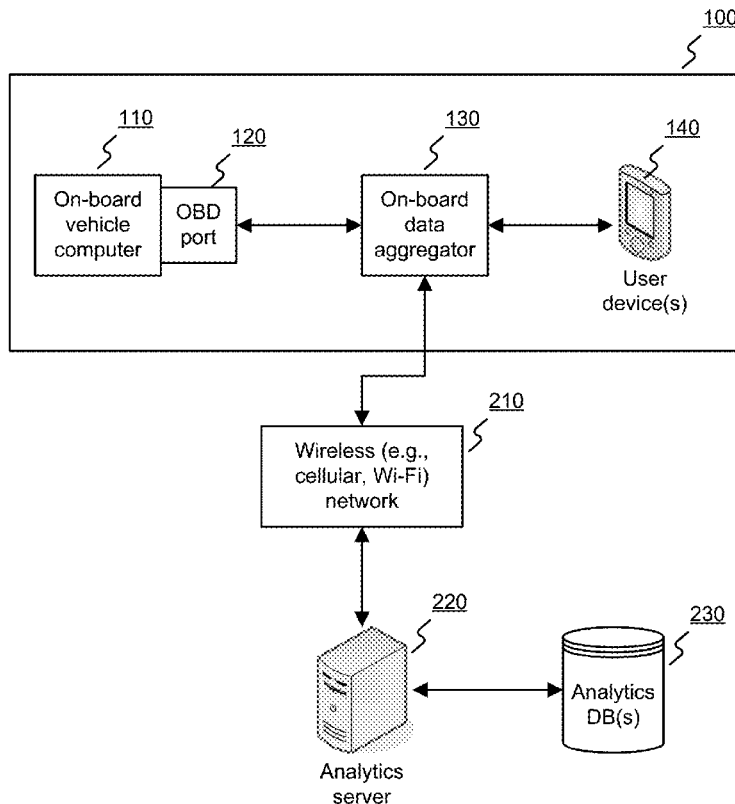 100
110
120
130
140
On-board
vehicle
computer
OBD
port
On-board
data
aggregator
User
device(s)
210
Wireless (e.g.,
cellular, Wi-Fi)
network
220
230
Analytics
DB(s)
Analytics
server